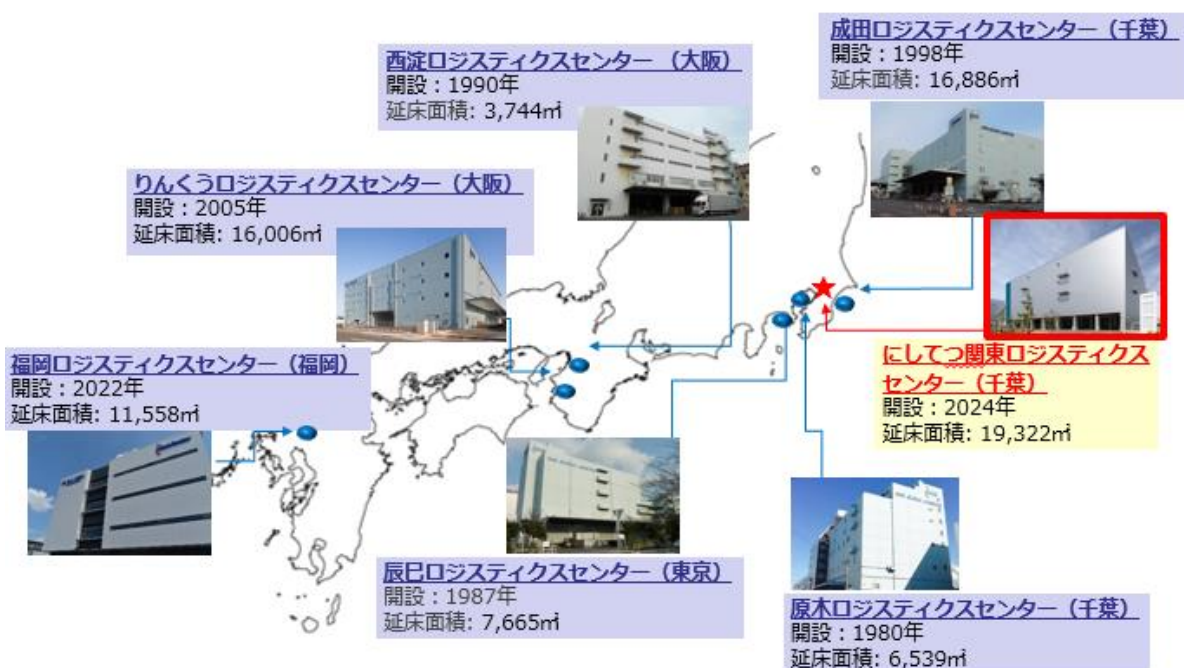 成田ロジスティクスセンター（千葉）
開設：1998年
延床面積: 16,886㎡
西淀ロジスティクスセンター （大阪）
開設：1990年
延床面積: 3,744㎡
りんくうロジスティクスセンター（大阪）
開設：2005年
延床面積: 16,006㎡
にしてつ関東ロジスティクス
センター（千葉）
開設：2024年
延床面積: 19,322㎡
福岡ロジスティクスセンター（福岡）
開設：2022年
延床面積: 11,558㎡
辰巳ロジスティクスセンター（東京）
開設：1987年
延床面積: 7,665㎡
原木ロジスティクスセンター（千葉）
開設：1980年
延床面積: 6,539㎡